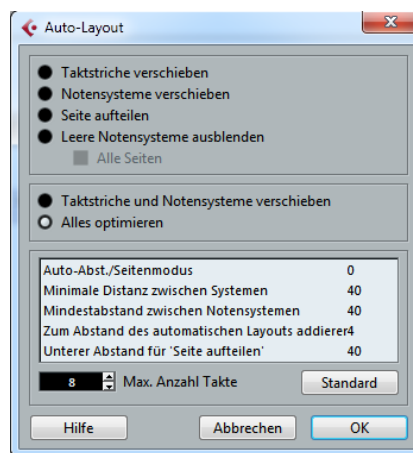 Auto-Layout
Taktstriche verschieben
Notensysteme verschieben
Seite aufteilen
Leere Notensysteme ausblenden
Alle Seiten
Taktstriche und Notensysteme verschieben
Alles optimieren
Auto-Abst./Seitenmodus 0
Minimale Distanz zwischen Systemen 40
Mindestabstand zwischen Notensystemen 40
Zum Abstand des automatischen Layouts addieren 4
Unterer Abstand für 'Seite aufteilen' 40
8 Max. Anzahl Takte Standard
Hilfe Abbrechen OK